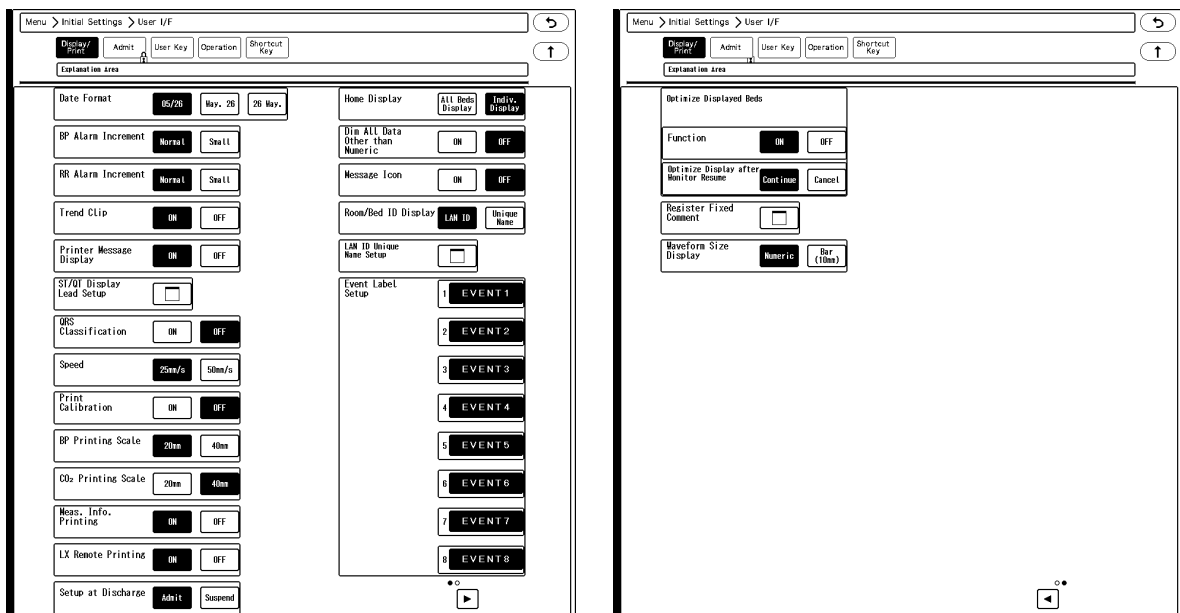 Menu > Initial Settings > User I/F
Display/
Print
Admit
User Key
Operation
Shortcut
Key
Explanation Area
Date Format
05/26
May. 26
26 May.
BP Alarm Increment
Normal
Small
RR Alarm Increment
Normal
Small
Trend Clip
ON
OFF
Printer Message
Display
ON
OFF
ST/QT Display
Lead Setup
QRS
Classification
ON
OFF
Speed
25mm/s
50mm/s
Print
Calibration
ON
OFF
BP Printing Scale
20mm
40mm
CO₂ Printing Scale
20mm
40mm
Meas. Info.
Printing
ON
OFF
LX Remote Printing
ON
OFF
Setup at Discharge
Admit
Suspend
Home Display
All Beds
Display
Indiv.
Display
Dim All Data
Other than
Numeric
ON
OFF
Message Icon
ON
OFF
Room/Bed ID Display
LAN ID
Unique
Name
LAN ID Unique
Name Setup
Event Label
Setup
1 EVENT1
2 EVENT2
3 EVENT3
4 EVENT4
5 EVENT5
6 EVENT6
7 EVENT7
8 EVENT8
Menu > Initial Settings > User I/F
Display/
Print
Admit
User Key
Operation
Shortcut
Key
Explanation Area
Optimize Displayed Beds
Function
ON
OFF
Optimize Display after
Monitor Resume
Continue
Cancel
Register Fixed
Comment
Waveform Size
Display
Numeric
Bar
(10mm)